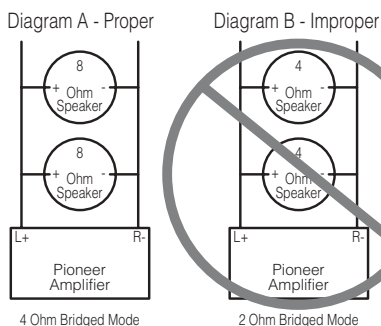 Diagram A - Proper
8
+ Ohm -
Speaker
8
+ Ohm -
Speaker
L+ R-
Pioneer
Amplifier
4 Ohm Bridged Mode
Diagram B - Improper
4
+ Ohm -
Speaker
4
+ Ohm -
Speaker
L+ R-
Pioneer
Amplifier
2 Ohm Bridged Mode